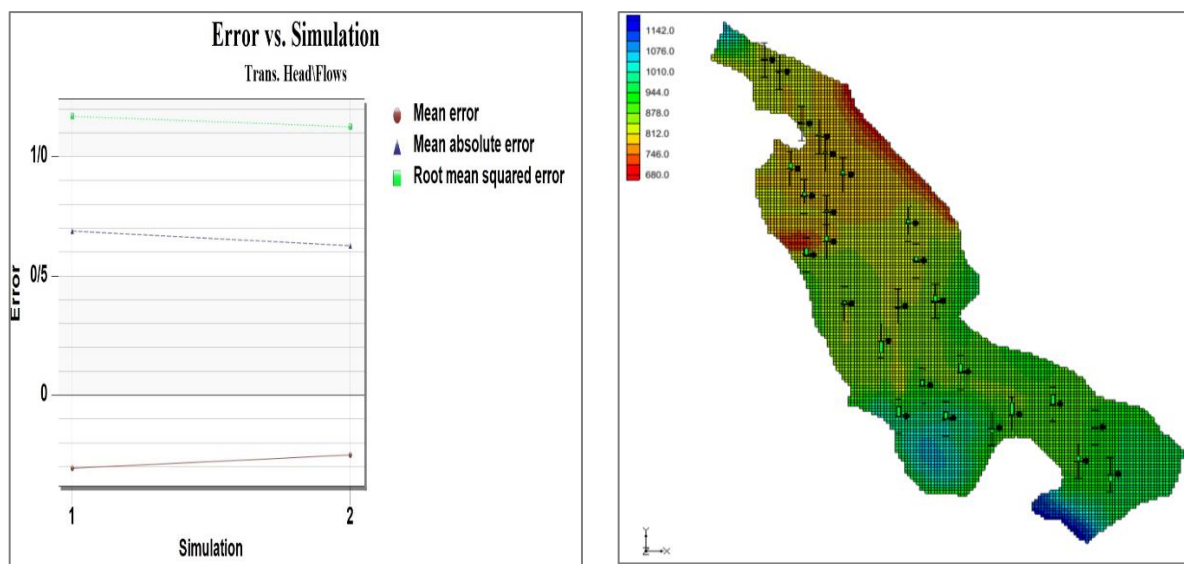 Error vs. Simulation
Trans. Head\Flows
Mean error
Mean absolute error
Root mean squared error
1/0
0/5
0
Error
1 2
Simulation
1142.0
1076.0
1010.0
944.0
878.0
812.0
746.0
680.0
Y
Z X